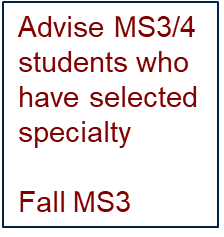 Advise MS3/4
students who
have selected
specialty

Fall MS3